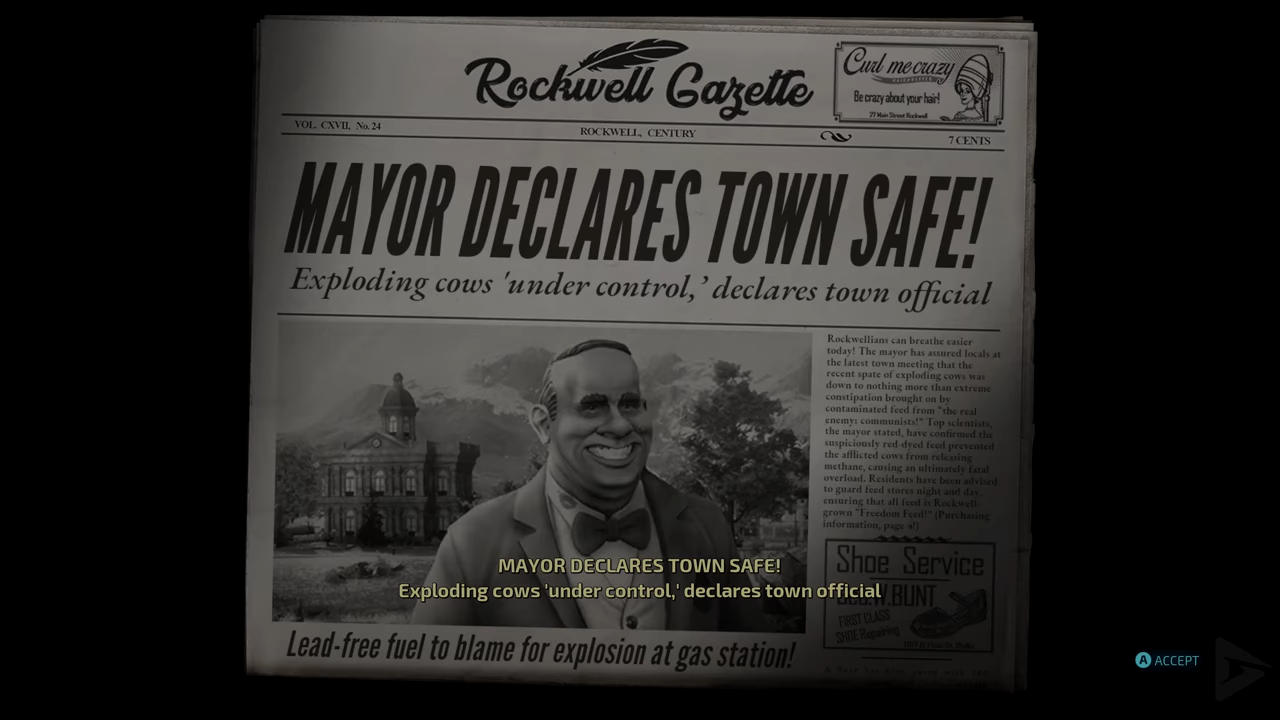 Rockwell Gazette
Curl me crazy
Be crazy about your hair!
27 Main Street Rockwell
VOL. CXVII, No. 24
ROCKWELL, CENTURY
7 CENTS
MAYOR DECLARES TOWN SAFE!
Exploding cows 'under control,' declares town official
Rockwellians can breathe easier
today! The mayor has assured locals at
the latest town meeting that the
recent spate of exploding cows was
down to nothing more than extreme
constipation brought on by
contaminated feed from "the real
enemy: communists!" Top scientists,
the mayor stated, have confirmed the
suspiciously red-dyed feed prevented
the afflicted cows from releasing
methane, causing an ultimately fatal
overload. Residents have been advised
to guard feed stores night and day,
ensuring that all feed is Rockwell-
grown "Freedom Feed!" (Purchasing
information, page 9!)
Shoe Service
W.BUNT
FIRST CLASS
SHOE Repairing
MAYOR DECLARES TOWN SAFE!
Exploding cows 'under control,' declares town official
Lead-free fuel to blame for explosion at gas station!
A ACCEPT